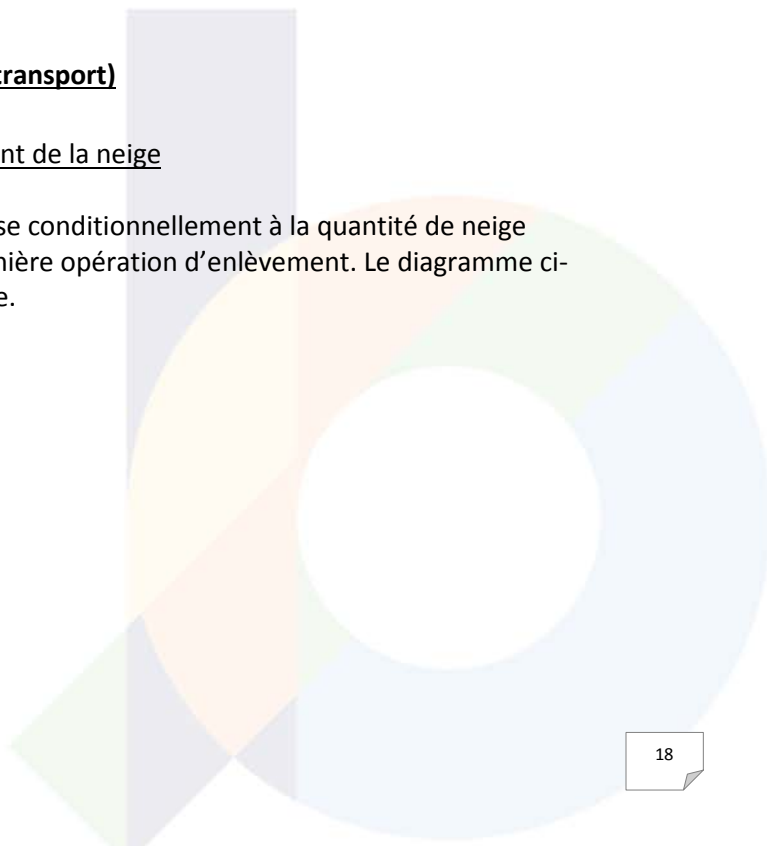 transport)
nt de la neige
se conditionnellement à la quantité de neige
nière opération d’enlèvement. Le diagramme ci-
e.
18